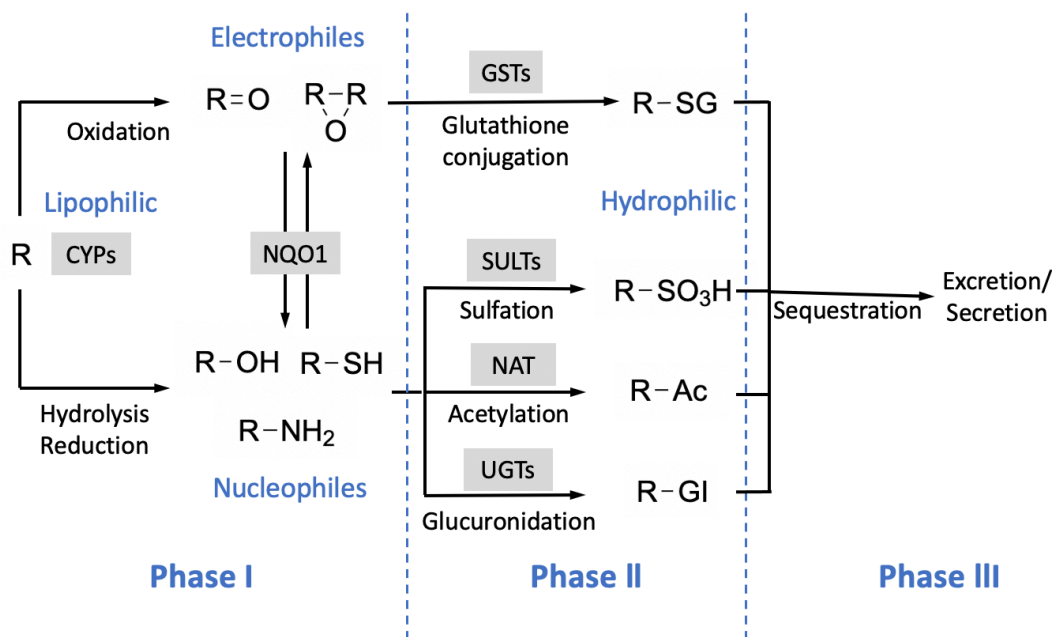 Electrophiles
GSTs
R=O
R-R
O
R-SG
Oxidation
Glutathione
conjugation
Lipophilic
Hydrophilic
R
CYPs
NQO1
SULTs
R-SO₃H
Sulfation
Excretion/
Secretion
Sequestration
R-OH
R-SH
NAT
R-Ac
Acetylation
Hydrolysis
Reduction
R-NH₂
UGTs
Nucleophiles
R-Gl
Glucuronidation
Phase I
Phase II
Phase III